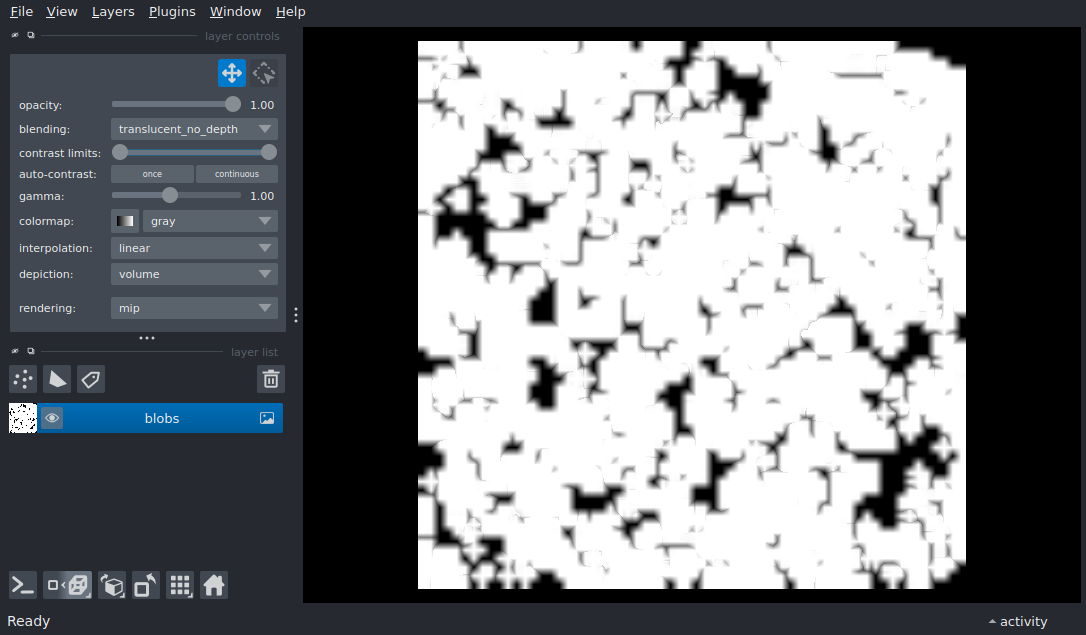 File View Layers Plugins Window Help
layer controls
opacity: 1.00
blending: translucent_no_depth
contrast limits:
auto-contrast: once continuous
gamma: 1.00
colormap: gray
interpolation: linear
depiction: volume
rendering: mip
layer list
blobs
Ready activity